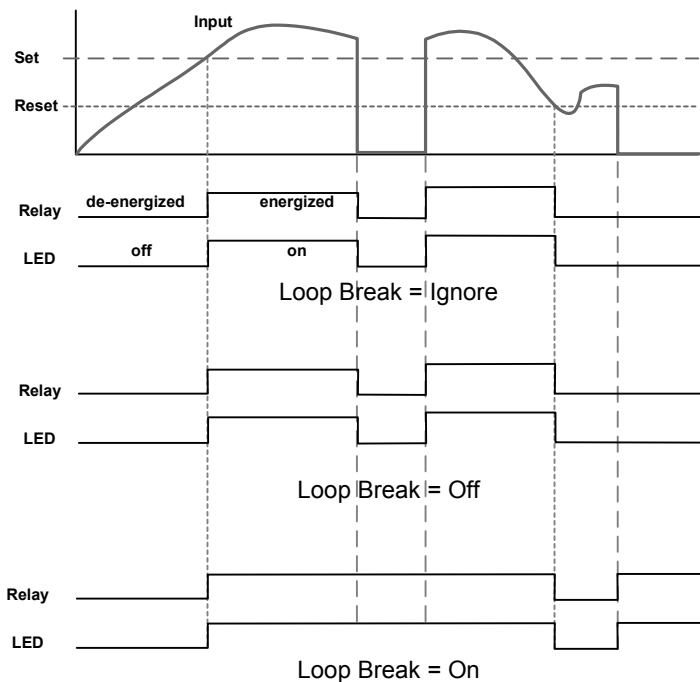 Input
Set
Reset
Relay de-energized energized
LED off on
Loop Break = Ignore
Relay
LED
Loop Break = Off
Relay
LED
Loop Break = On